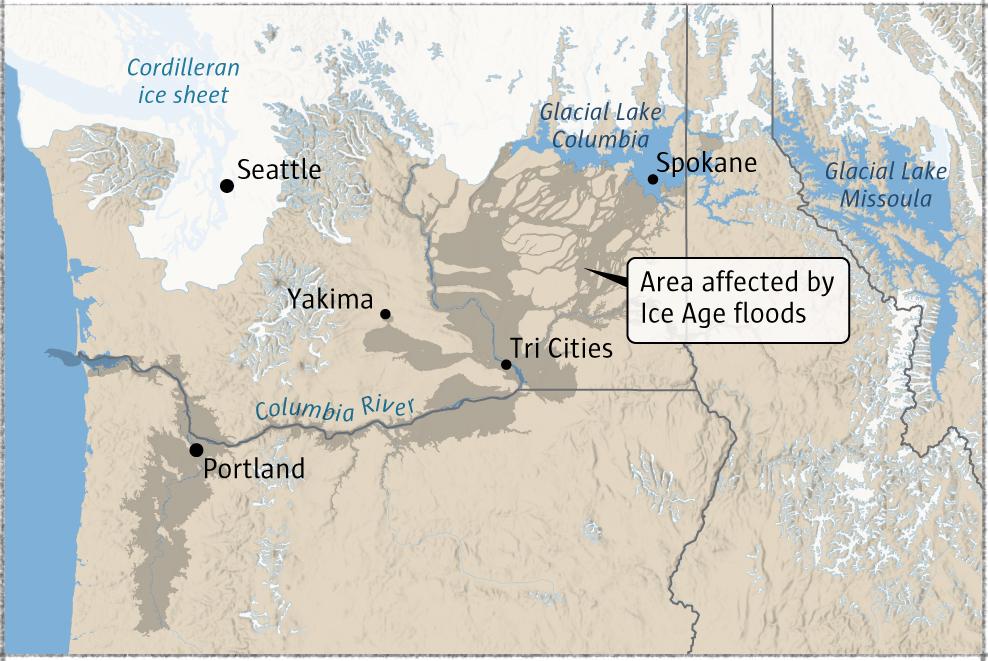 Cordilleran
ice sheet
Glacial Lake
Columbia
Seattle
Spokane
Glacial Lake
Missoula
Area affected by
Ice Age floods
Yakima
Tri Cities
Columbia River
Portland